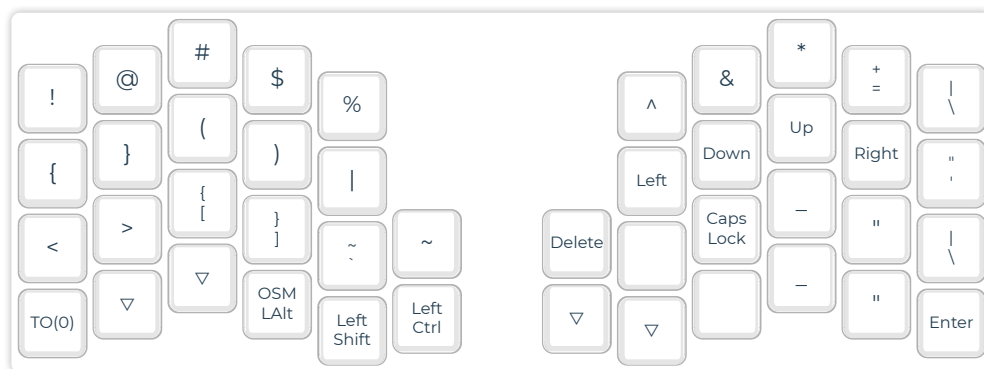 ! @ # $ % ^ & * + |
= \
{ } ( ) | Left Down Up Right "
'
< > { } ~ ~ Delete Caps – " |
[ ] ` Lock \
TO(0) ▽ ▽ OSM Left Left ▽ ▽ – " Enter
LAlt Shift Ctrl